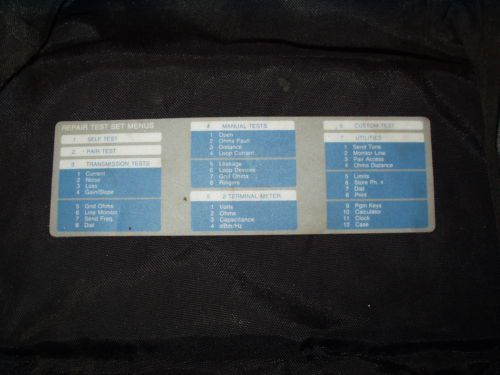 REPAIR TEST SET MENUS
1 SELF TEST
2 PAIR TEST
3 TRANSMISSION TESTS
1 Current
2 Noise
3 Loss
4 Gain/Slope
5 Gnd Ohms
6 Line Monitor
7 Send Freq.
8 Dial
4 MANUAL TESTS
1 Open
2 Ohms Fault
3 Distance
4 Loop Current
5 Leakage
6 Loop Devices
7 Gnd Ohms
8 Ringers
5 2 TERMINAL METER
1 Volts
2 Ohms
3 Capacitance
4 dBm/Hz
6 CUSTOM TEST
7 UTILITIES
1 Send Tone
2 Monitor Line
3 Pair Access
4 Ohms Distance
5 Limits
6 Store Ph. #
7 Dial
8 Print
9 Pgm Keys
10 Calculator
11 Clock
12 Case